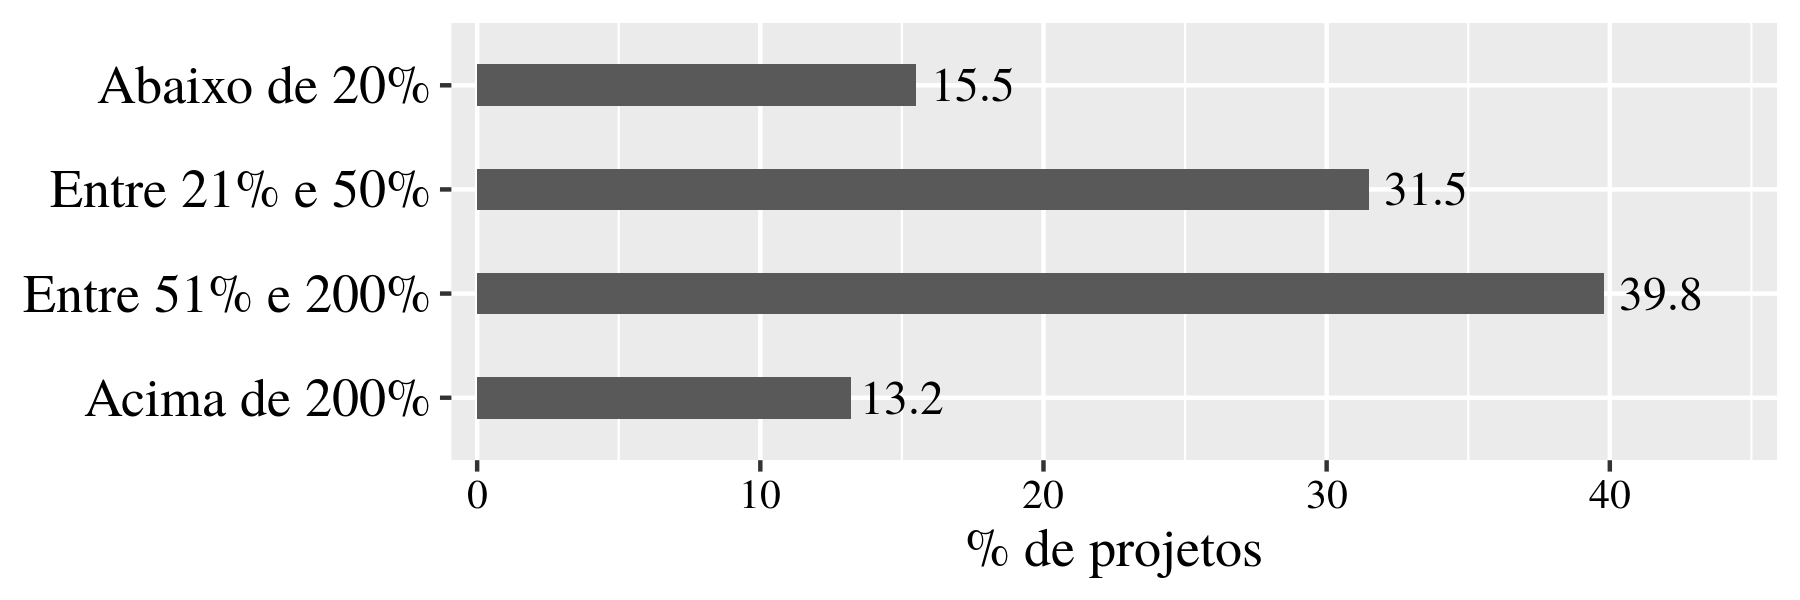 Abaixo de 20% 15.5
Entre 21% e 50% 31.5
Entre 51% e 200% 39.8
Acima de 200% 13.2
0 10 20 30 40
% de projetos